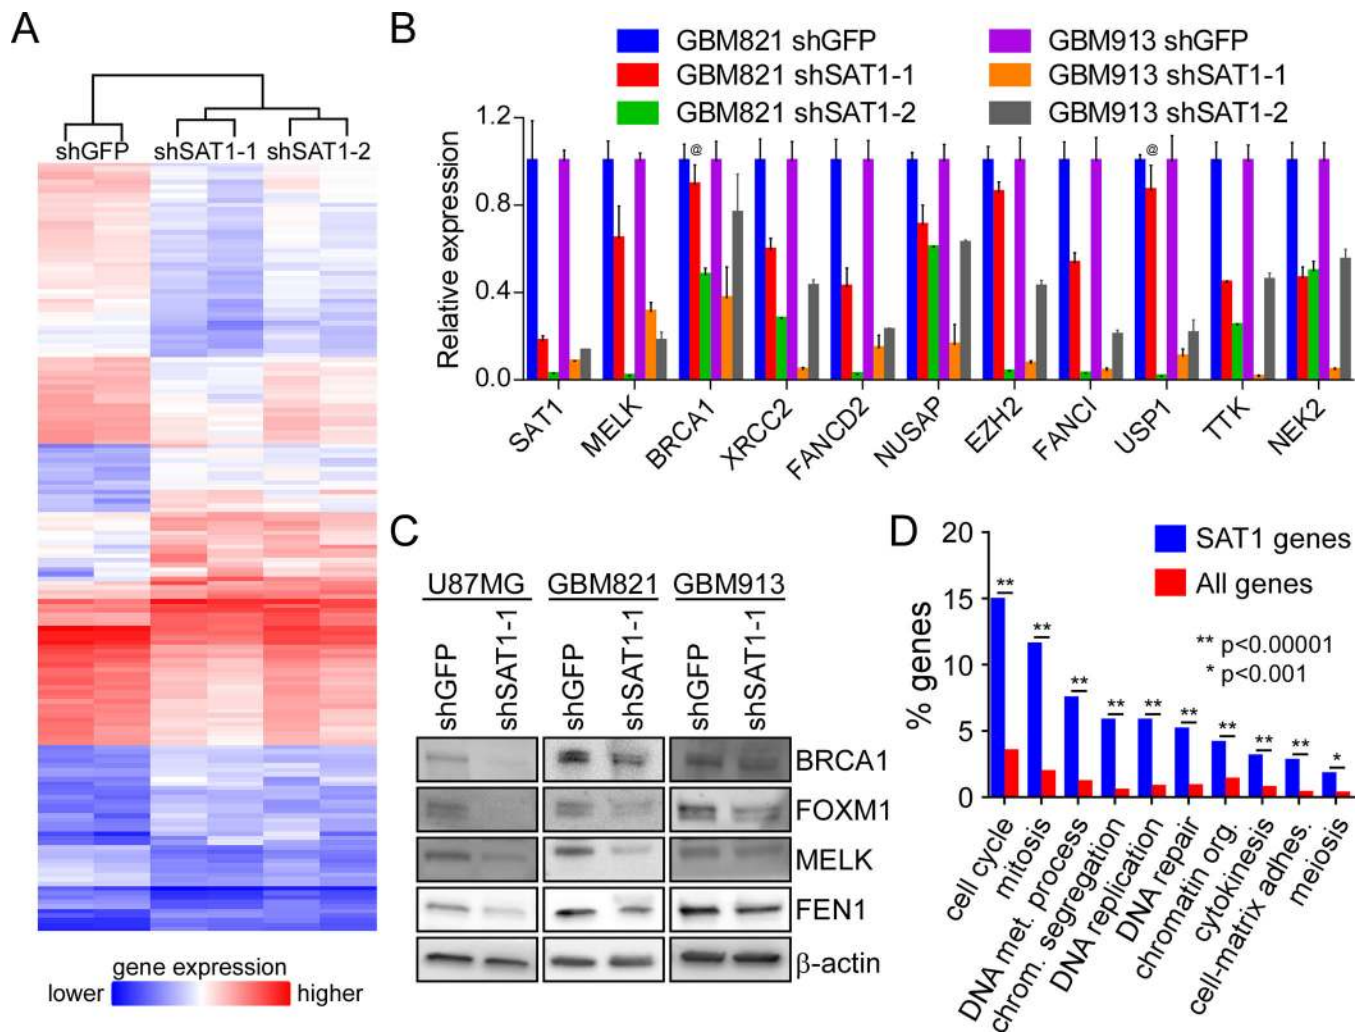 A
shGFP
shSAT1-1
shSAT1-2
gene expression
lower
higher
B
GBM821 shGFP
GBM821 shSAT1-1
GBM821 shSAT1-2
GBM913 shGFP
GBM913 shSAT1-1
GBM913 shSAT1-2
Relative expression
1.2
0.8
0.4
0.0
@
@
SAT1
MELK
BRCA1
XRCC2
FANCD2
NUSAP
EZH2
FANCI
USP1
TTK
NEK2
C
U87MG
GBM821
GBM913
shGFP
shSAT1-1
shGFP
shSAT1-1
shGFP
shSAT1-1
BRCA1
FOXM1
MELK
FEN1
β-actin
D
SAT1 genes
All genes
** p<0.00001
* p<0.001
% genes
20
15
10
5
0
**
**
**
**
**
**
**
**
**
*
cell cycle
mitosis
DNA met. process
chrom. segregation
DNA replication
DNA repair
chromatin org.
cytokinesis
cell-matrix adhes.
meiosis